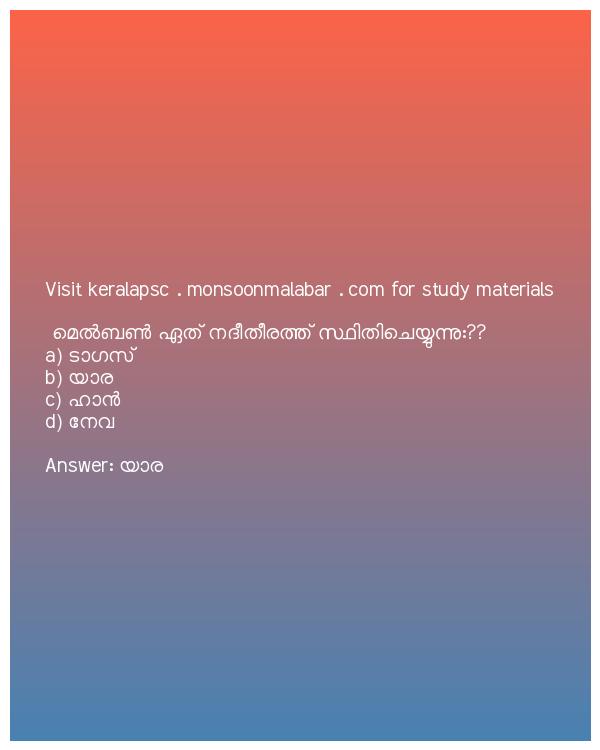 Visit keralapsc . monsoonmalabar . com for study materials
മെൽബൺ ഏത് നദീതീരത്ത് സ്ഥിതിചെയ്യുന്നു:??
a) ടാഗസ്
b) യാര
c) ഹാൻ
d) നേവ
Answer: യാര